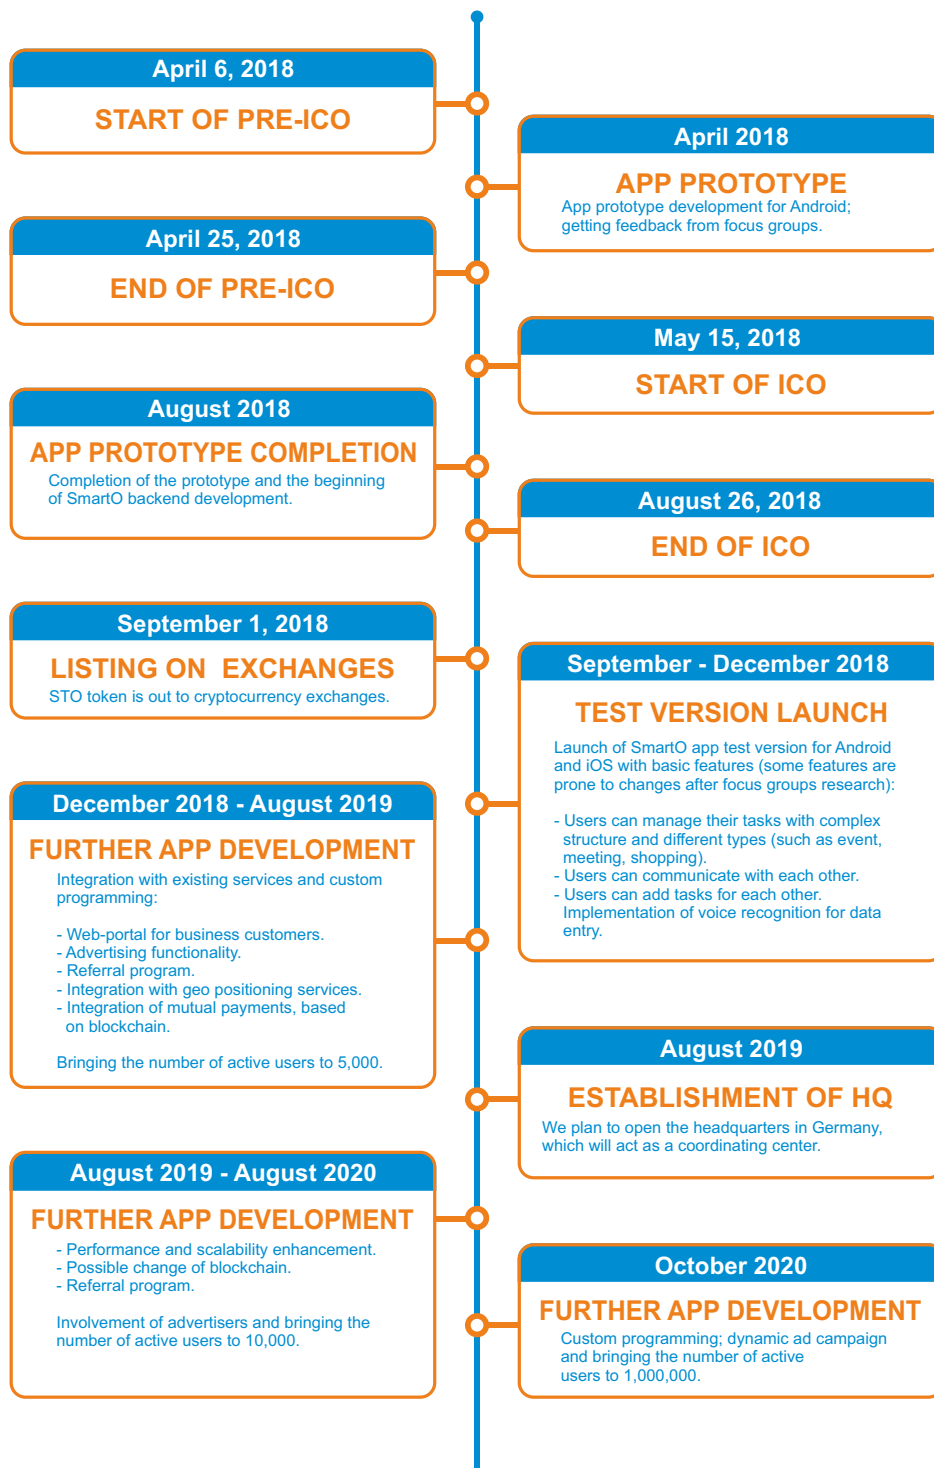 April 6, 2018
START OF PRE-ICO
April 2018
APP PROTOTYPE
App prototype development for Android;
getting feedback from focus groups.
April 25, 2018
END OF PRE-ICO
May 15, 2018
START OF ICO
August 2018
APP PROTOTYPE COMPLETION
Completion of the prototype and the beginning
of SmartO backend development.
August 26, 2018
END OF ICO
September 1, 2018
LISTING ON EXCHANGES
STO token is out to cryptocurrency exchanges.
September - December 2018
TEST VERSION LAUNCH
Launch of SmartO app test version for Android
and iOS with basic features (some features are
prone to changes after focus groups research):
- Users can manage their tasks with complex
structure and different types (such as event,
meeting, shopping).
- Users can communicate with each other.
- Users can add tasks for each other.
Implementation of voice recognition for data
entry.
December 2018 - August 2019
FURTHER APP DEVELOPMENT
Integration with existing services and custom
programming:
- Web-portal for business customers.
- Advertising functionality.
- Referral program.
- Integration with geo positioning services.
- Integration of mutual payments, based
on blockchain.
Bringing the number of active users to 5,000.
August 2019
ESTABLISHMENT OF HQ
We plan to open the headquarters in Germany,
which will act as a coordinating center.
August 2019 - August 2020
FURTHER APP DEVELOPMENT
- Performance and scalability enhancement.
- Possible change of blockchain.
- Referral program.
Involvement of advertisers and bringing the
number of active users to 10,000.
October 2020
FURTHER APP DEVELOPMENT
Custom programming; dynamic ad campaign
and bringing the number of active
users to 1,000,000.